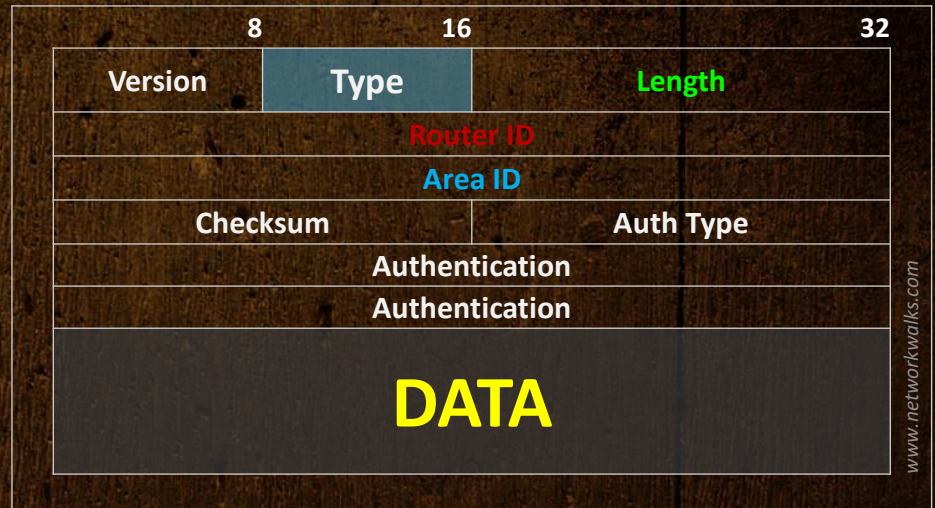 8 16 32
Version Type Length
Router ID
Area ID
Checksum Auth Type
Authentication
Authentication
DATA
www.networkwalks.com